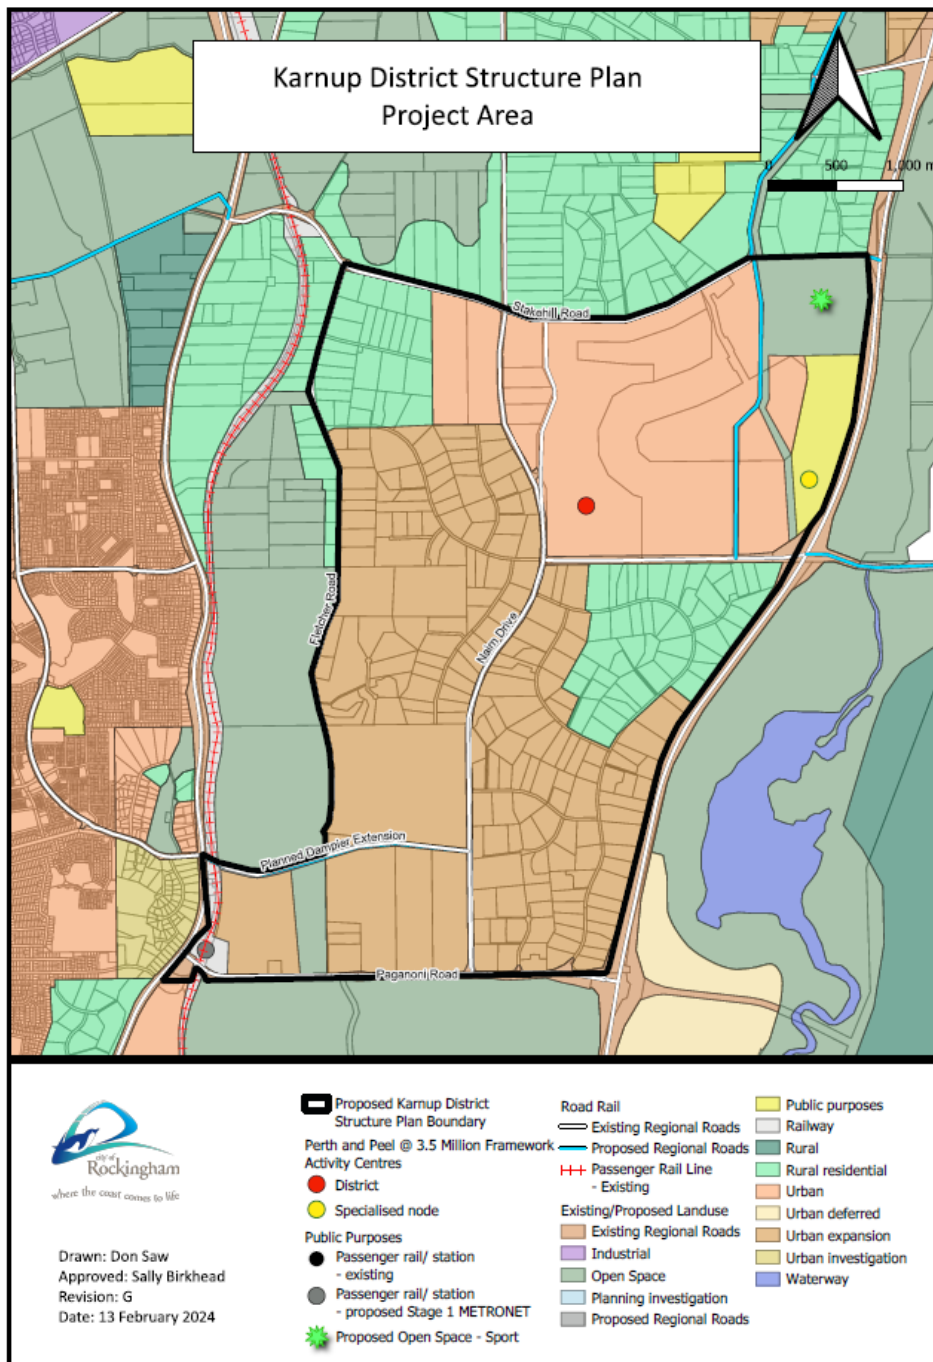 Karnup District Structure Plan
Project Area
0 500 1,000 m
Stakehill Road
Fletcher Road
Nairn Drive
Planned Dampier Extension
Paganoni Road
city of
Rockingham
where the coast comes to life
Drawn: Don Saw
Approved: Sally Birkhead
Revision: G
Date: 13 February 2024
Proposed Karnup District
Structure Plan Boundary
Perth and Peel @ 3.5 Million Framework
Activity Centres
District
Specialised node
Public Purposes
Passenger rail/ station
- existing
Passenger rail/ station
- proposed Stage 1 METRONET
Proposed Open Space - Sport
Road Rail
Existing Regional Roads
Proposed Regional Roads
Passenger Rail Line
- Existing
Existing/Proposed Landuse
Existing Regional Roads
Industrial
Open Space
Planning investigation
Proposed Regional Roads
Public purposes
Railway
Rural
Rural residential
Urban
Urban deferred
Urban expansion
Urban investigation
Waterway